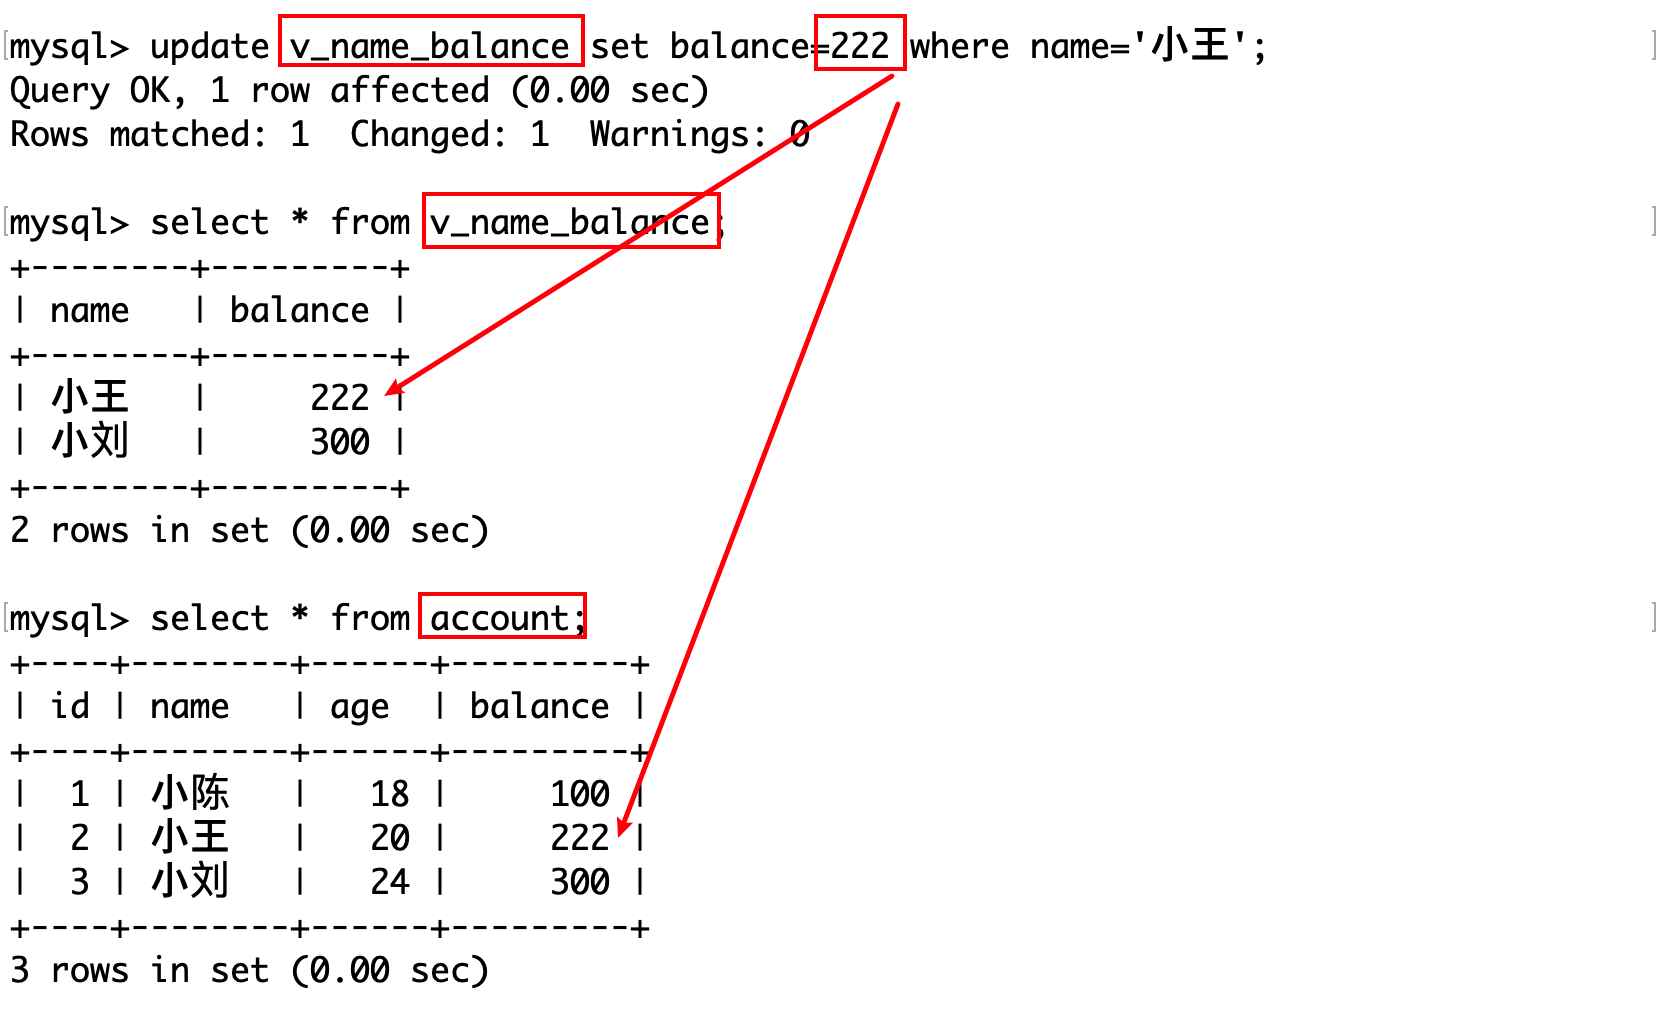 mysql> update v_name_balance set balance=222 where name='小王';
Query OK, 1 row affected (0.00 sec)
Rows matched: 1  Changed: 1  Warnings: 0

mysql> select * from v_name_balance;
+--------+---------+
| name   | balance |
+--------+---------+
| 小王   |     222 |
| 小刘   |     300 |
+--------+---------+
2 rows in set (0.00 sec)

mysql> select * from account;
+----+--------+------+---------+
| id | name   | age  | balance |
+----+--------+------+---------+
|  1 | 小陈   |   18 |     100 |
|  2 | 小王   |   20 |     222 |
|  3 | 小刘   |   24 |     300 |
+----+--------+------+---------+
3 rows in set (0.00 sec)